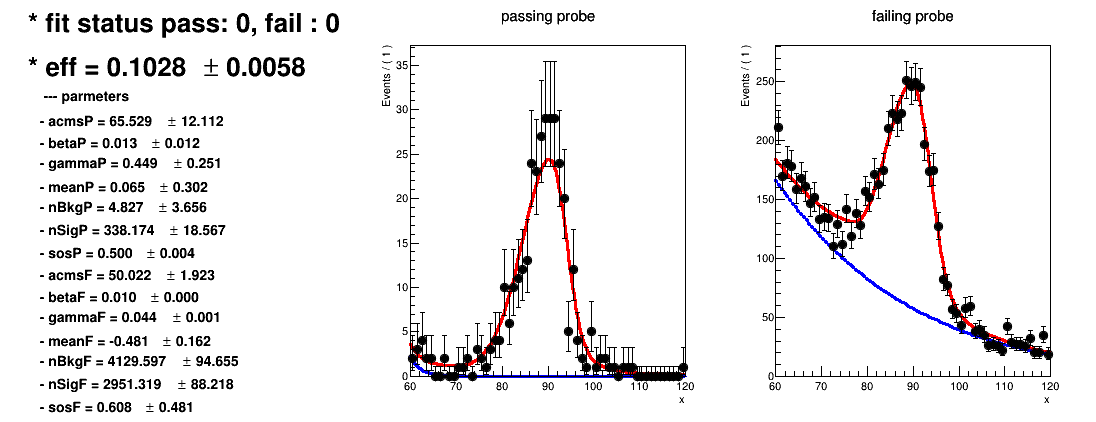 * fit status pass: 0, fail : 0
* eff = 0.1028 ± 0.0058
--- parmeters
- acmsP = 65.529 ± 12.112
- betaP = 0.013 ± 0.012
- gammaP = 0.449 ± 0.251
- meanP = 0.065 ± 0.302
- nBkgP = 4.827 ± 3.656
- nSigP = 338.174 ± 18.567
- sosP = 0.500 ± 0.004
- acmsF = 50.022 ± 1.923
- betaF = 0.010 ± 0.000
- gammaF = 0.044 ± 0.001
- meanF = -0.481 ± 0.162
- nBkgF = 4129.597 ± 94.655
- nSigF = 2951.319 ± 88.218
- sosF = 0.608 ± 0.481
passing probe
Events / ( 1 )
35
30
25
20
15
10
5
0
60 70 80 90 100 110 120
x
failing probe
Events / ( 1 )
250
200
150
100
50
0
60 70 80 90 100 110 120
x